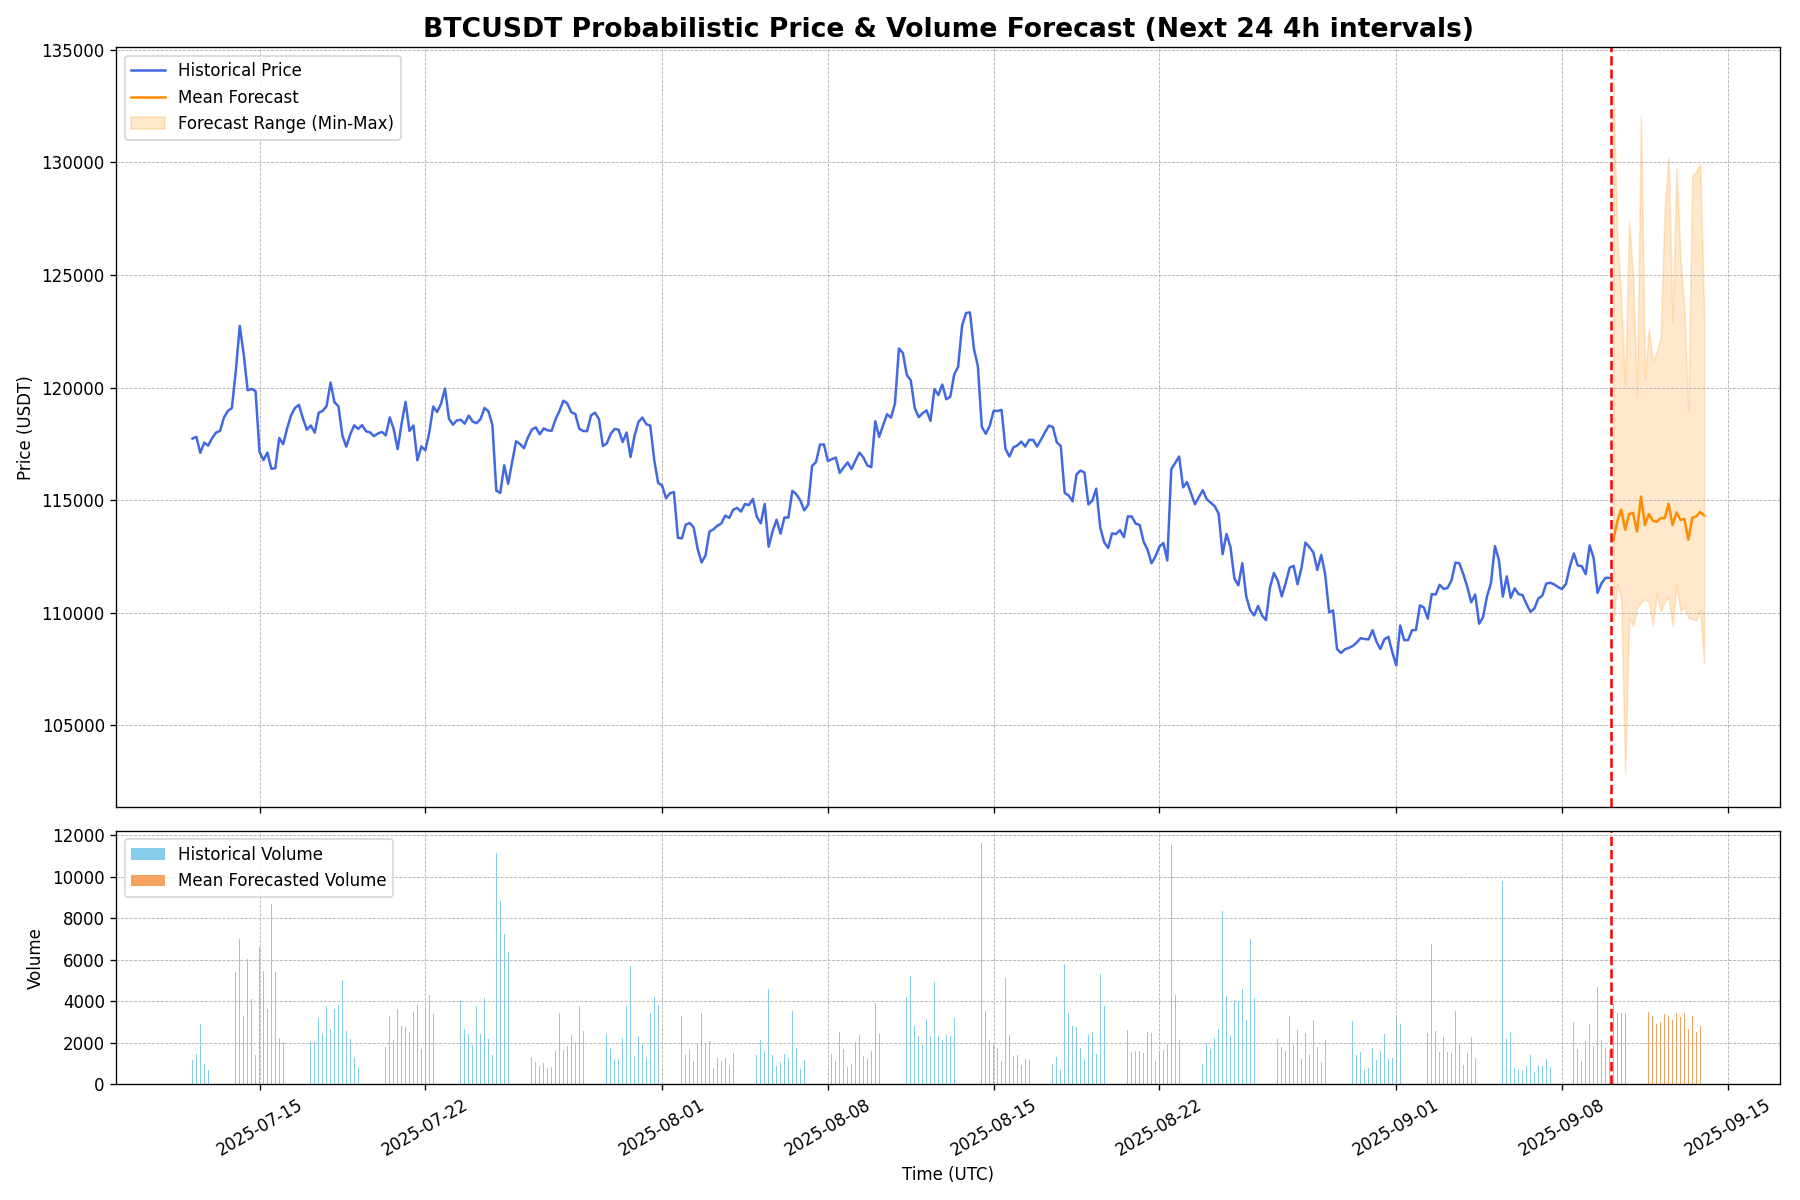 BTCUSDT Probabilistic Price & Volume Forecast (Next 24 4h intervals)
Historical Price
Mean Forecast
Forecast Range (Min-Max)
Price (USDT)
135000
130000
125000
120000
115000
110000
105000
Historical Volume
Mean Forecasted Volume
Volume
12000
10000
8000
6000
4000
2000
0
2025-07-15
2025-07-22
2025-08-01
2025-08-08
2025-08-15
2025-08-22
2025-09-01
2025-09-08
2025-09-15
Time (UTC)